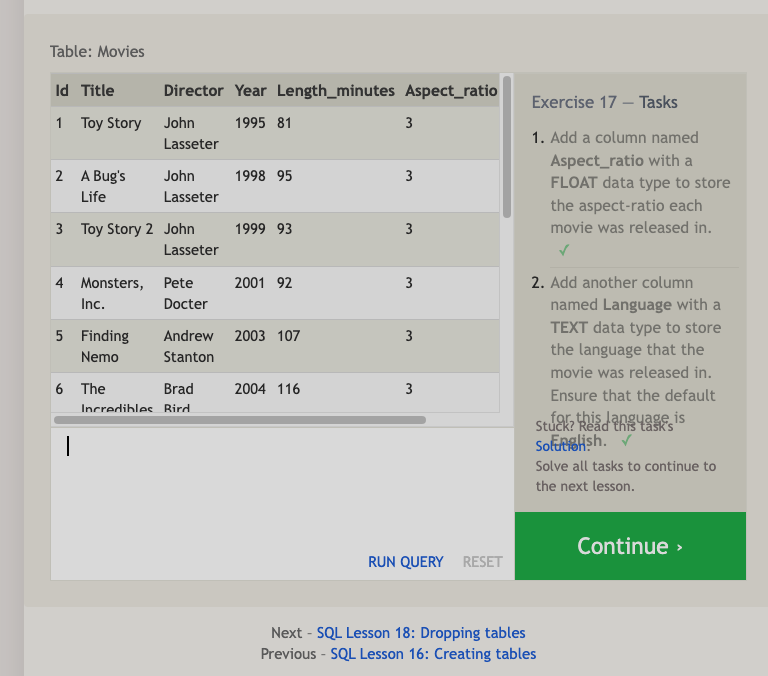 Table: Movies
Id Title Director Year Length_minutes Aspect_ratio
1 Toy Story John Lasseter 1995 81 3
2 A Bug's Life John Lasseter 1998 95 3
3 Toy Story 2 John Lasseter 1999 93 3
4 Monsters, Inc. Pete Docter 2001 92 3
5 Finding Nemo Andrew Stanton 2003 107 3
6 The Incredibles Brad Bird 2004 116 3
RUN QUERY RESET
Exercise 17 — Tasks
1. Add a column named
Aspect_ratio with a
FLOAT data type to store
the aspect-ratio each
movie was released in.
✓
2. Add another column
named Language with a
TEXT data type to store
the language that the
movie was released in.
Ensure that the default
for this language is
English. ✓
Stuck? Read this task's
Solution.
Solve all tasks to continue to
the next lesson.
Continue ›
Next – SQL Lesson 18: Dropping tables
Previous – SQL Lesson 16: Creating tables